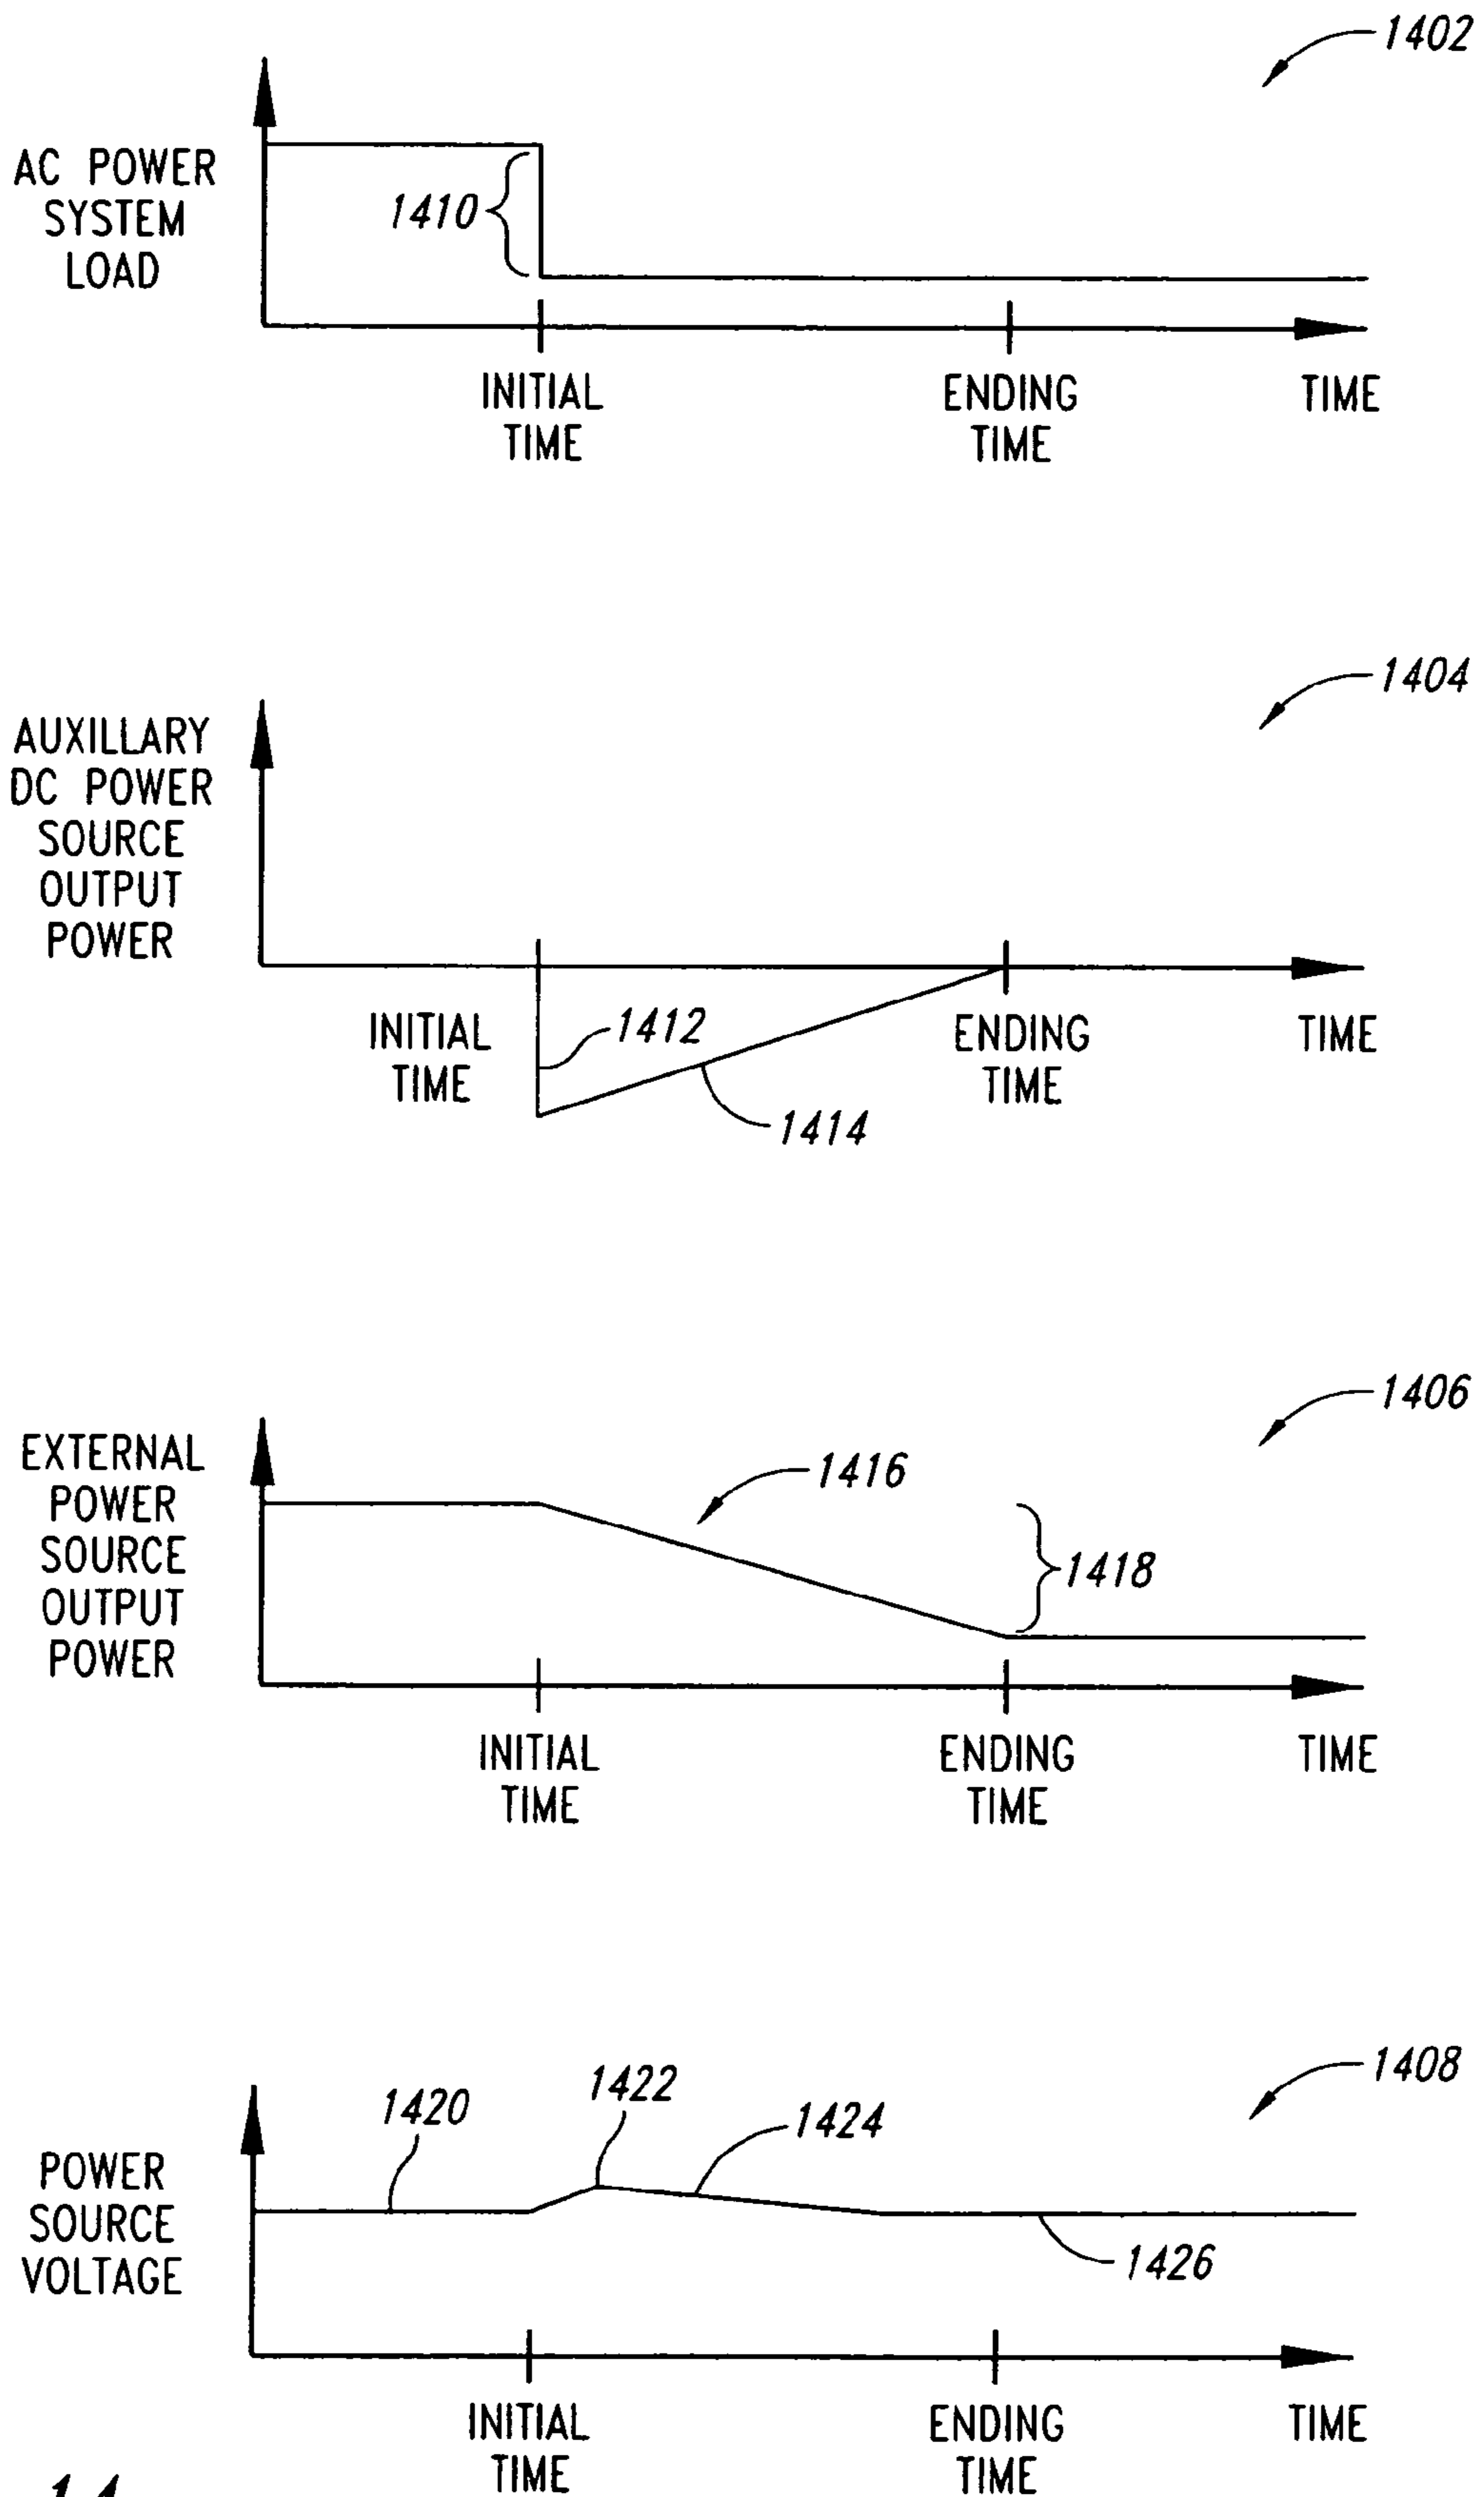 1402
AC POWER
SYSTEM
LOAD
1410
INITIAL
TIME
ENDING
TIME
TIME
1404
AUXILLARY
DC POWER
SOURCE
OUTPUT
POWER
INITIAL
TIME
1412
1414
ENDING
TIME
TIME
1406
EXTERNAL
POWER
SOURCE
OUTPUT
POWER
1416
1418
INITIAL
TIME
ENDING
TIME
TIME
1408
POWER
SOURCE
VOLTAGE
1420
1422
1424
1426
INITIAL
TIME
ENDING
TIME
TIME